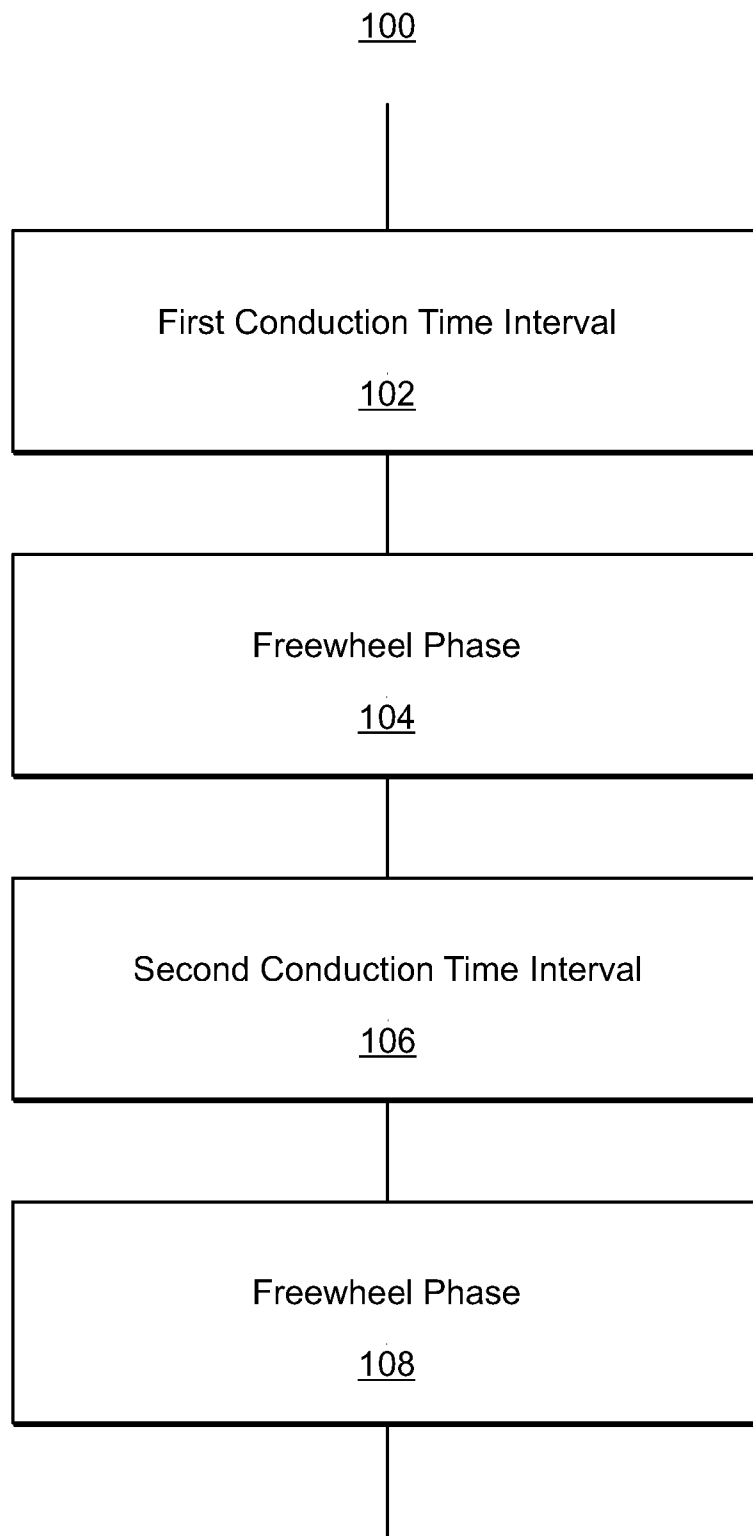 100
First Conduction Time Interval
102
Freewheel Phase
104
Second Conduction Time Interval
106
Freewheel Phase
108